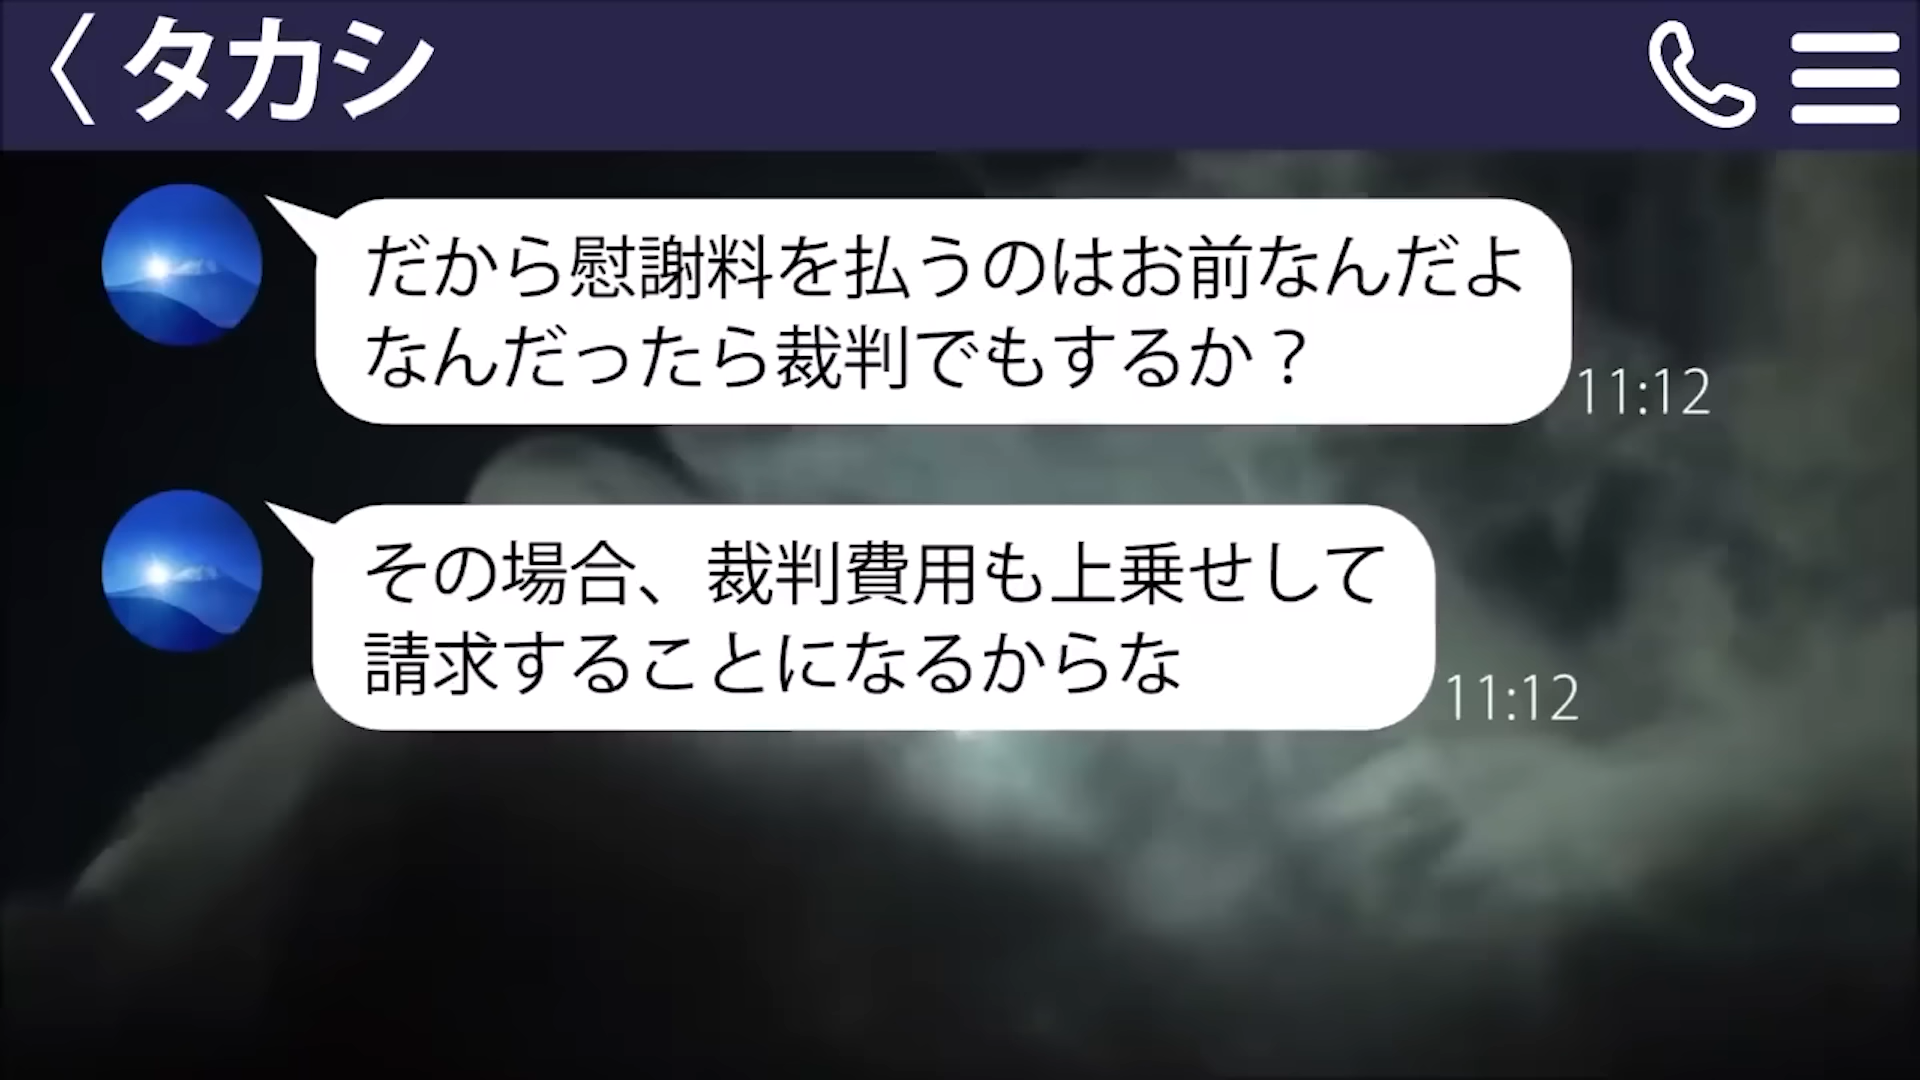 タカシ
だから慰謝料を払うのはお前なんだよ
なんだったら裁判でもするか？
11:12
その場合、裁判費用も上乗せして
請求することになるからな
11:12